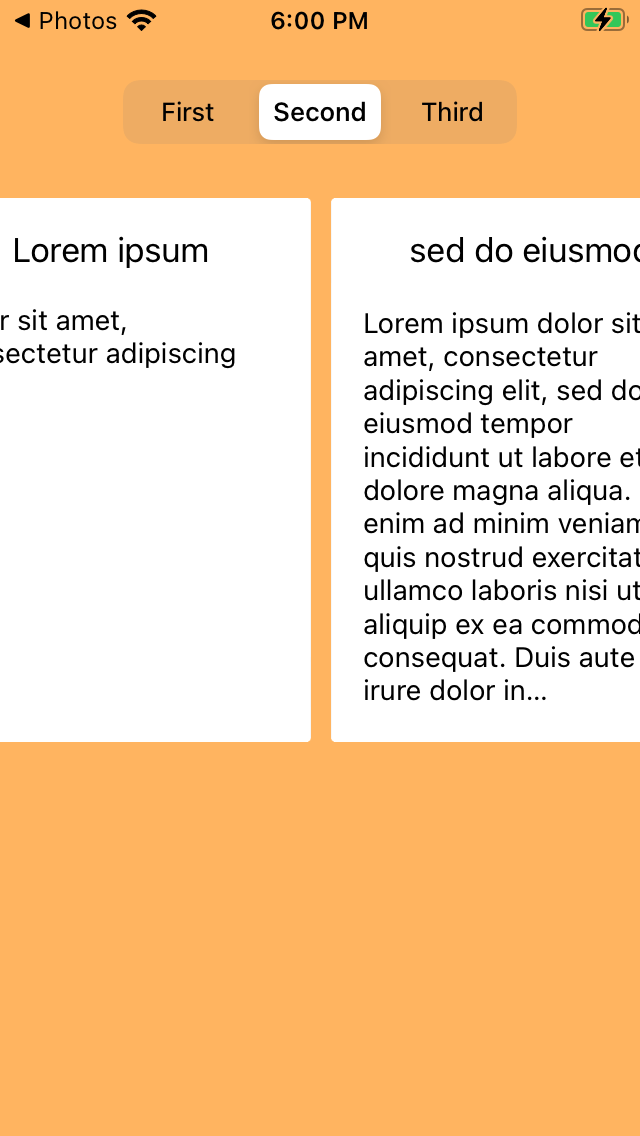 Photos
6:00 PM
First
Second
Third
Lorem ipsum
r sit amet,
sectetur adipiscing
sed do eiusmod
Lorem ipsum dolor sit
amet, consectetur
adipiscing elit, sed do
eiusmod tempor
incididunt ut labore et
dolore magna aliqua.
enim ad minim veniam
quis nostrud exercitat
ullamco laboris nisi ut
aliquip ex ea commod
consequat. Duis aute
irure dolor in...